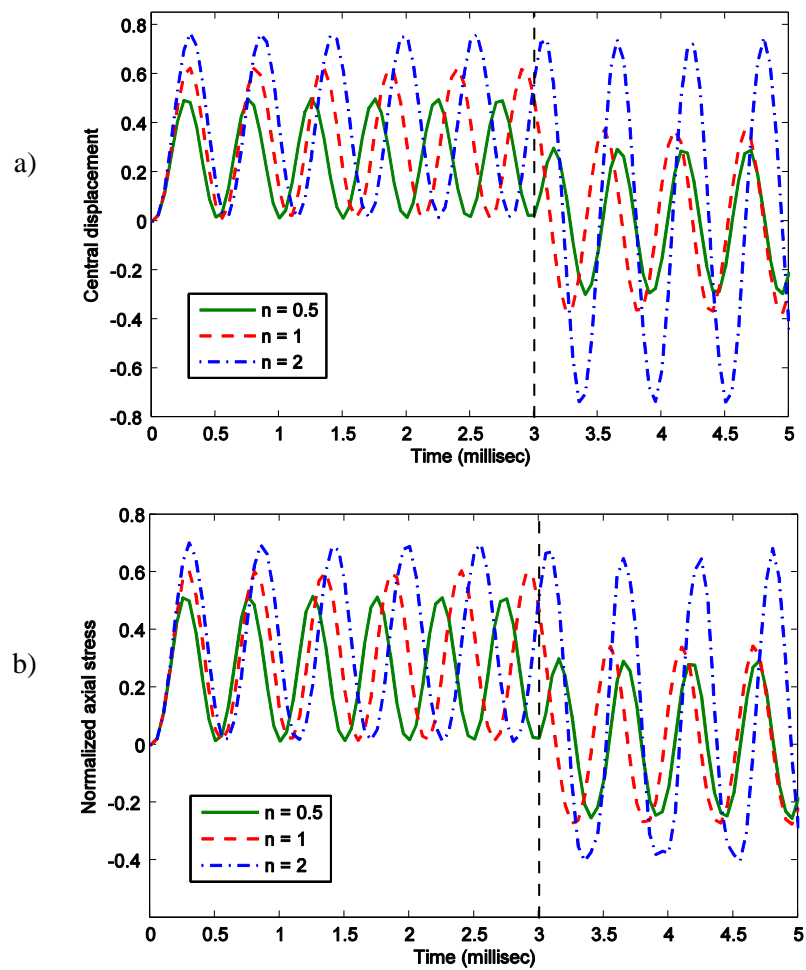 a)
Central displacement
0.8
0.6
0.4
0.2
0
-0.2
-0.4
-0.6
-0.8
n = 0.5
n = 1
n = 2
0 0.5 1 1.5 2 2.5 3 3.5 4 4.5 5
Time (millisec)
b)
Normalized axial stress
0.8
0.6
0.4
0.2
0
-0.2
-0.4
n = 0.5
n = 1
n = 2
0 0.5 1 1.5 2 2.5 3 3.5 4 4.5 5
Time (millisec)